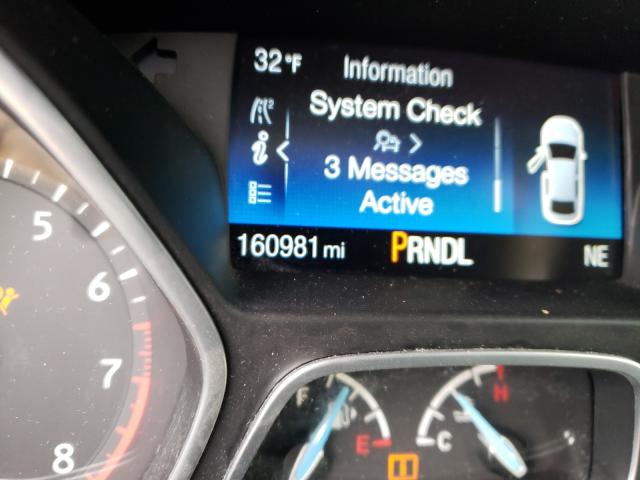 32°F
Information
System Check
3 Messages
Active
160981 mi
PRNDL
NE
5
6
7
8
F
E
C
H